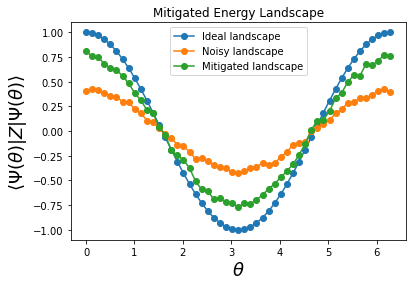 Mitigated Energy Landscape
Ideal landscape
Noisy landscape
Mitigated landscape
⟨Ψ(θ)|Z|Ψ(θ)⟩
1.00
0.75
0.50
0.25
0.00
−0.25
−0.50
−0.75
−1.00
0 1 2 3 4 5 6
θ